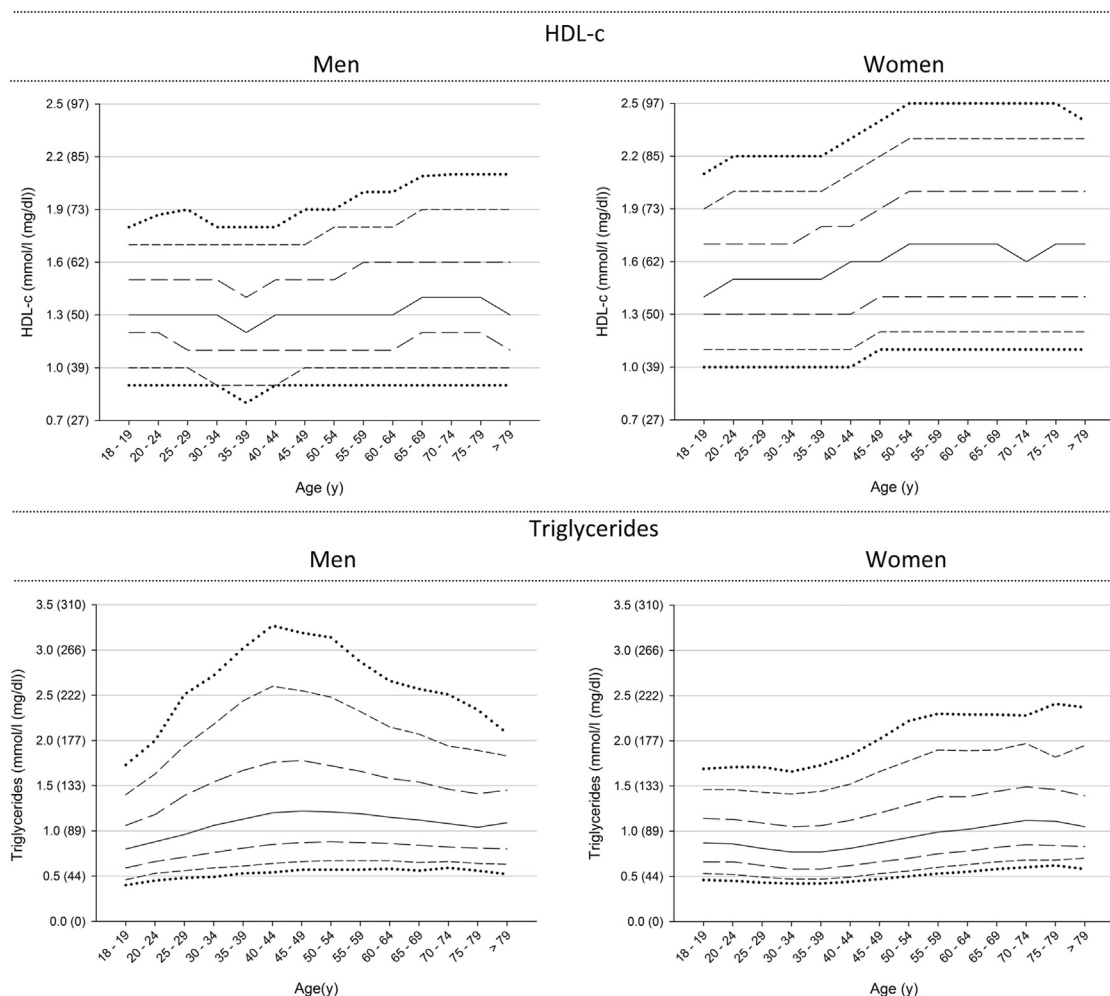 HDL-c
Men Women
HDL-c (mmol/l (mg/dl))
2.5 (97)
2.2 (85)
1.9 (73)
1.6 (62)
1.3 (50)
1.0 (39)
0.7 (27)
18 - 19
20 - 24
25 - 29
30 - 34
35 - 39
40 - 44
45 - 49
50 - 54
55 - 59
60 - 64
65 - 69
70 - 74
75 - 79
> 79
Age (y)
HDL-c (mmol/l (mg/dl))
2.5 (97)
2.2 (85)
1.9 (73)
1.6 (62)
1.3 (50)
1.0 (39)
0.7 (27)
18 - 19
20 - 24
25 - 29
30 - 34
35 - 39
40 - 44
45 - 49
50 - 54
55 - 59
60 - 64
65 - 69
70 - 74
75 - 79
> 79
Age (y)
Triglycerides
Men Women
Triglycerides (mmol/l (mg/dl))
3.5 (310)
3.0 (266)
2.5 (222)
2.0 (177)
1.5 (133)
1.0 (89)
0.5 (44)
0.0 (0)
18 - 19
20 - 24
25 - 29
30 - 34
35 - 39
40 - 44
45 - 49
50 - 54
55 - 59
60 - 64
65 - 69
70 - 74
75 - 79
> 79
Age(y)
Triglycerides (mmol/l (mg/dl))
3.5 (310)
3.0 (266)
2.5 (222)
2.0 (177)
1.5 (133)
1.0 (89)
0.5 (44)
0.0 (0)
18 - 19
20 - 24
25 - 29
30 - 34
35 - 39
40 - 44
45 - 49
50 - 54
55 - 59
60 - 64
65 - 69
70 - 74
75 - 79
> 79
Age (y)